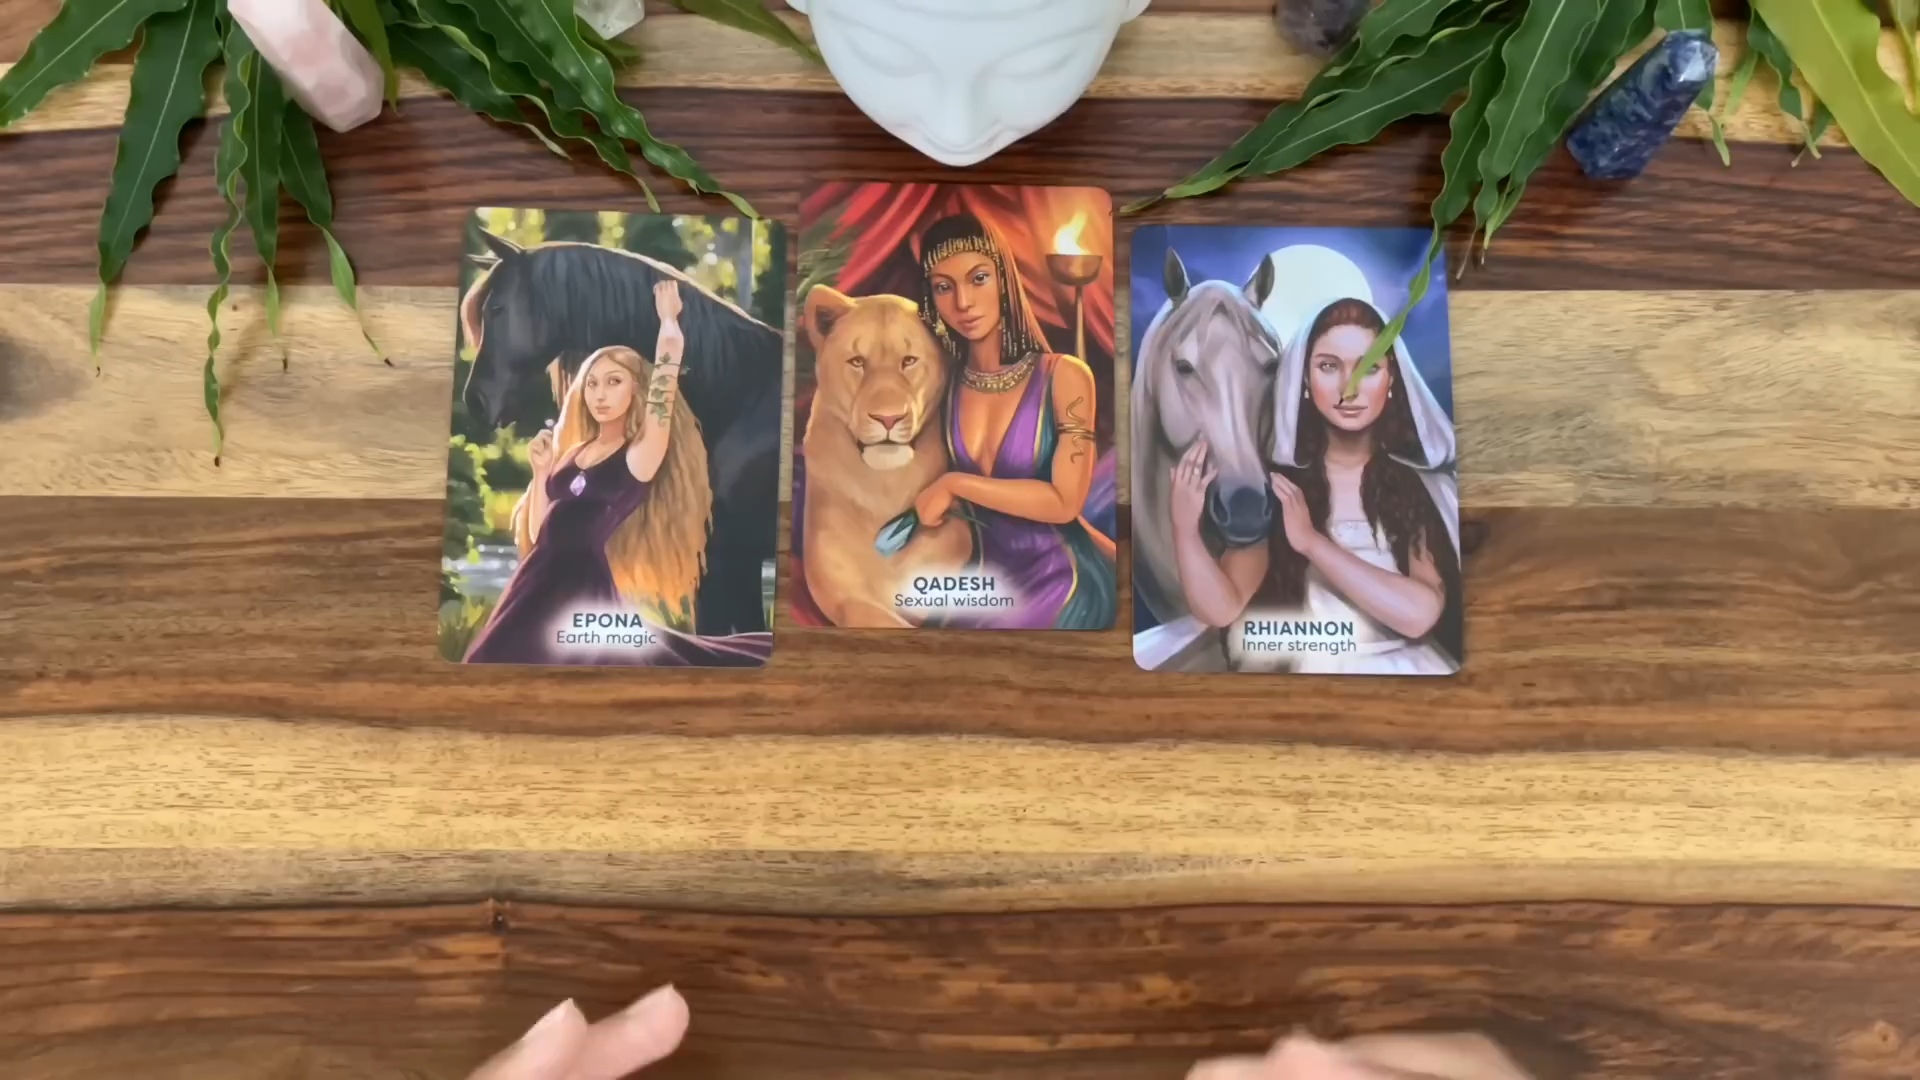 EPONA
Earth magic
QADESH
Sexual wisdom
RHIANNON
Inner strength